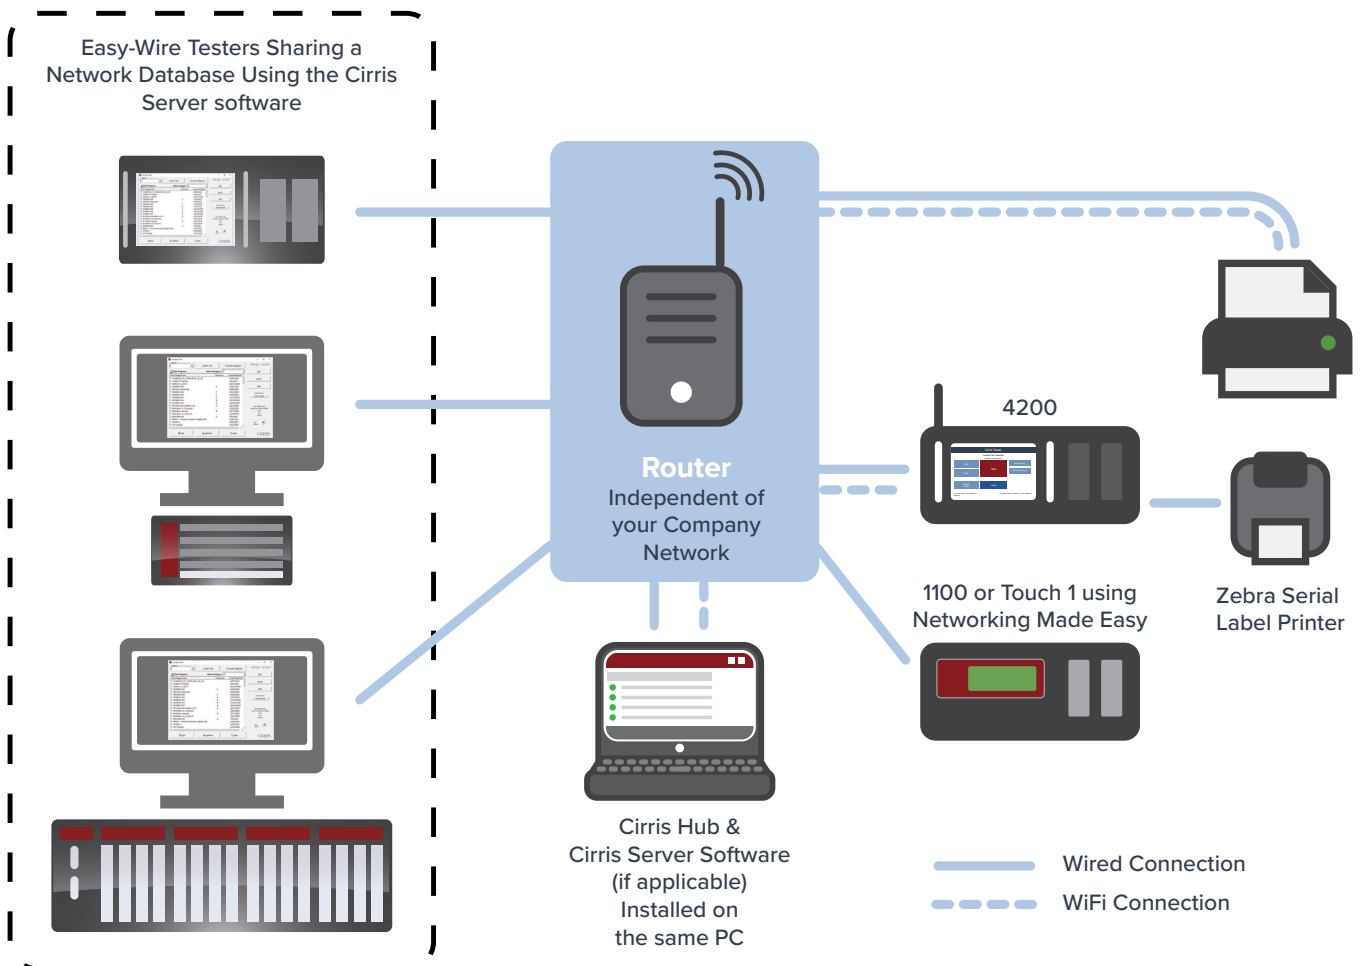 Easy-Wire Testers Sharing a
Network Database Using the Cirris
Server software
Router
Independent of
your Company
Network
4200
1100 or Touch 1 using
Networking Made Easy
Zebra Serial
Label Printer
Cirris Hub &
Cirris Server Software
(if applicable)
Installed on
the same PC
Wired Connection
WiFi Connection